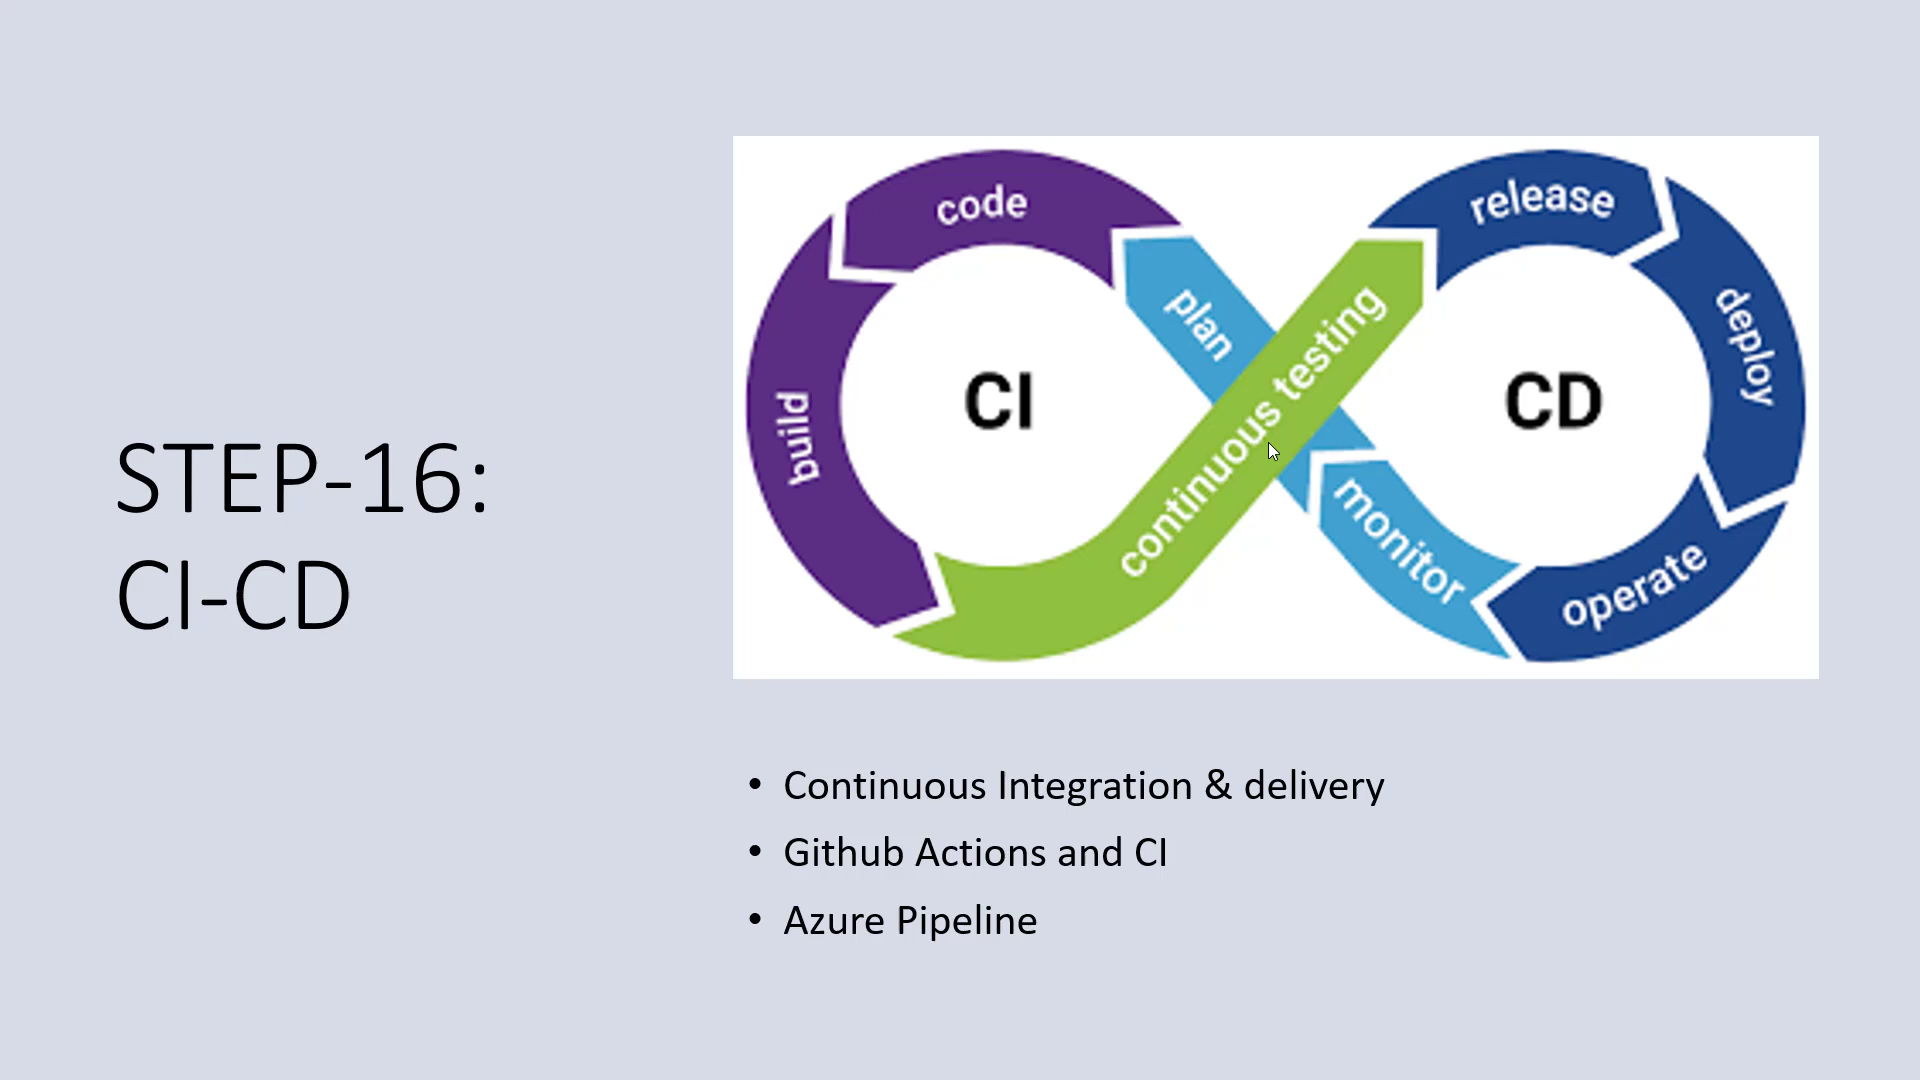 STEP-16:
CI-CD
code
build
plan
continuous testing
CI
release
deploy
CD
monitor
operate
• Continuous Integration & delivery
• Github Actions and CI
• Azure Pipeline